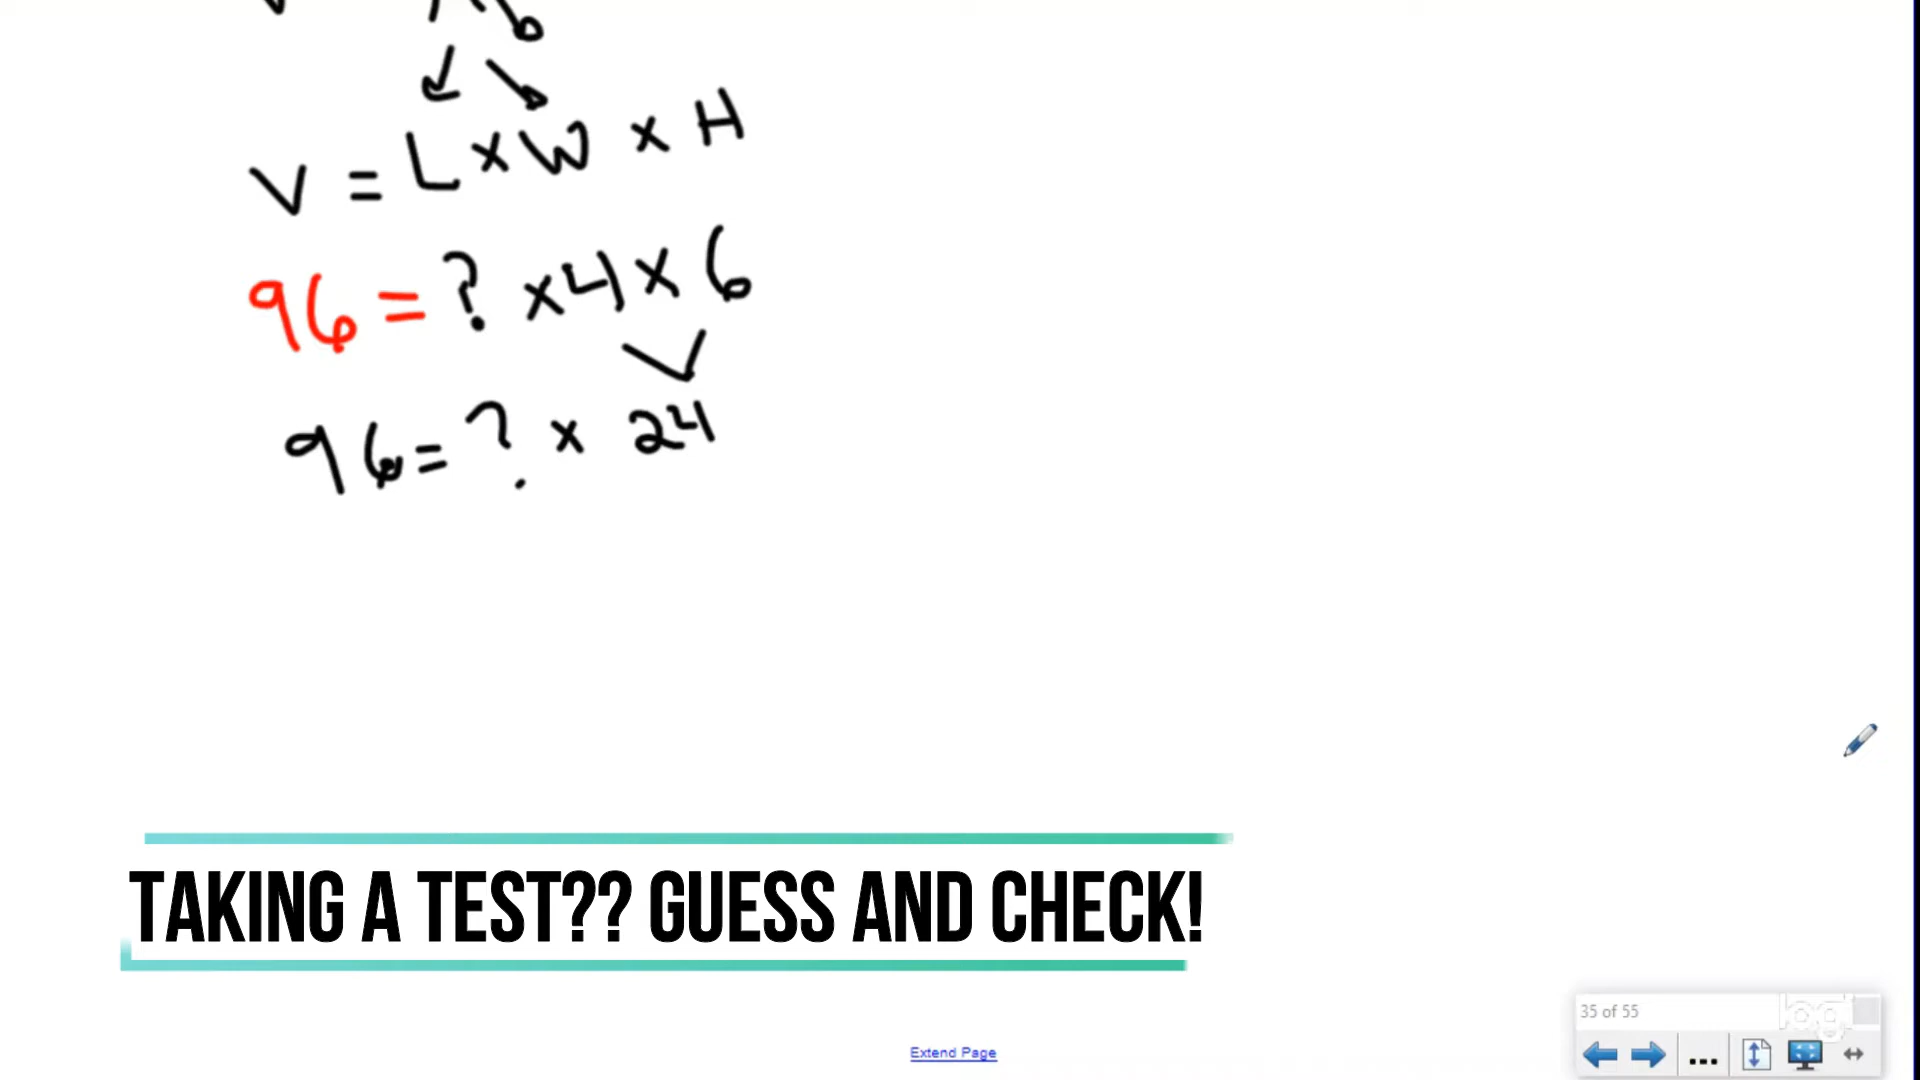 V = L x W x H
96 = ? x 4 x 6
96 = ? x 24
TAKING A TEST?? GUESS AND CHECK!
35 of 55
Extend Page
...